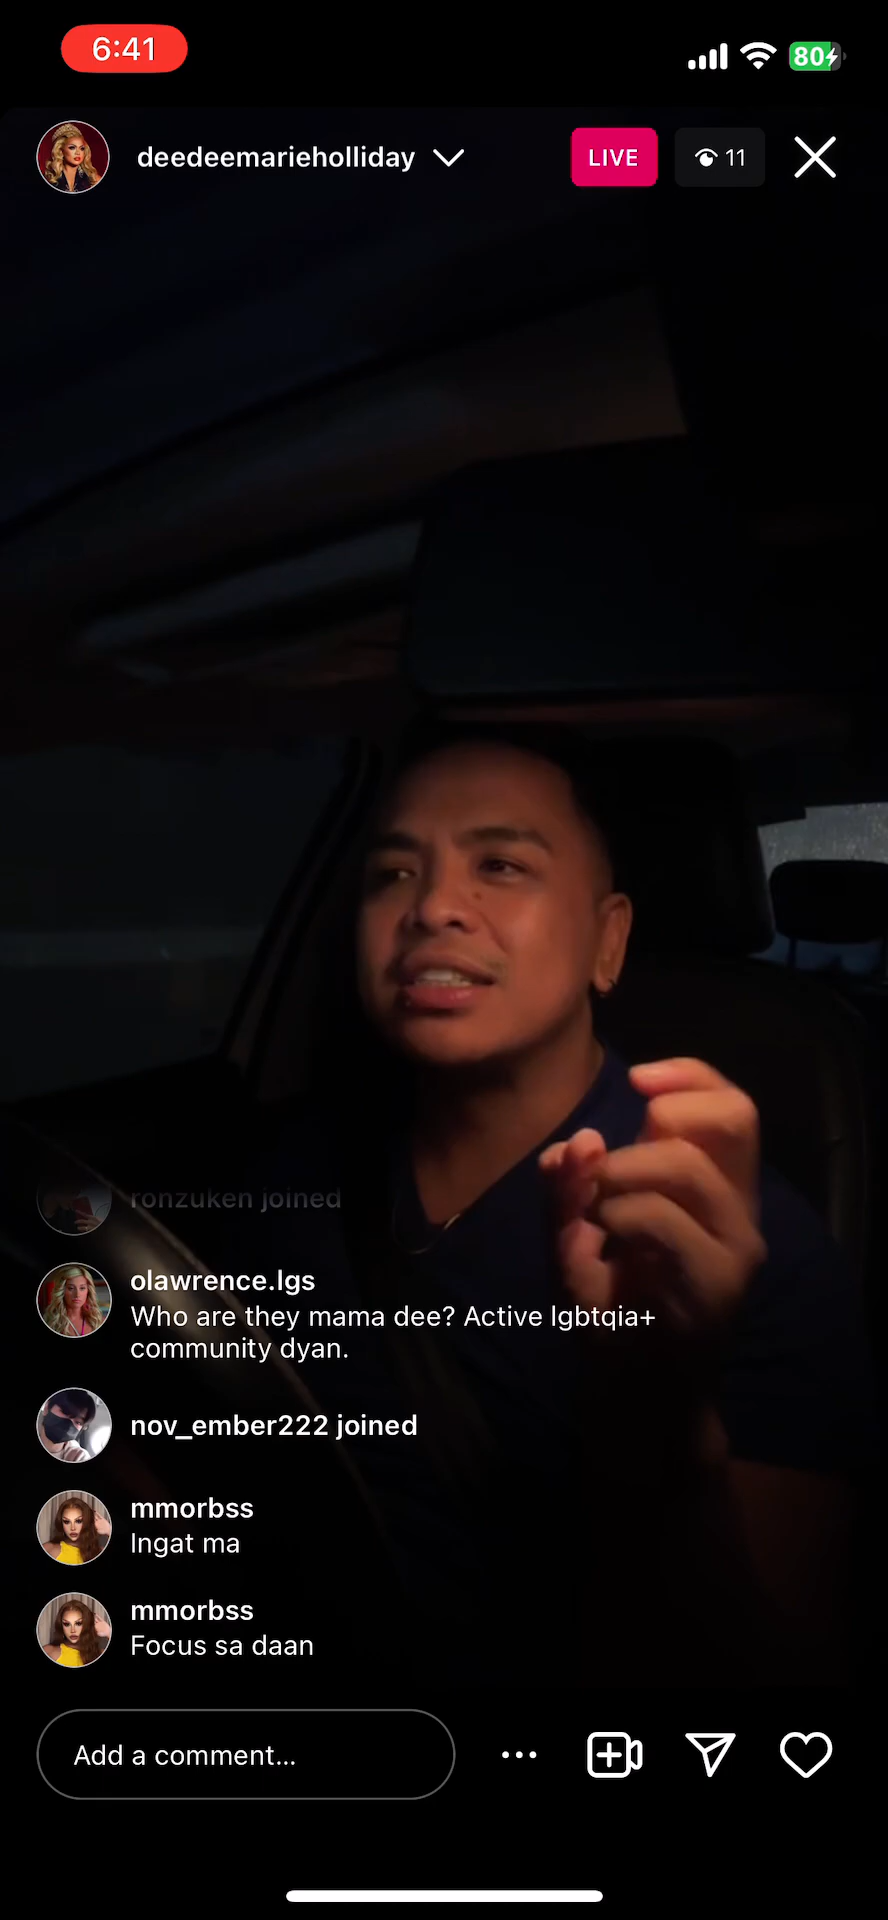 6:41
80
deedeemarieholliday
LIVE
11
ronzuken joined
olawrence.lgs
Who are they mama dee? Active lgbtqia+
community dyan.
nov_ember222 joined
mmorbss
Ingat ma
mmorbss
Focus sa daan
Add a comment...